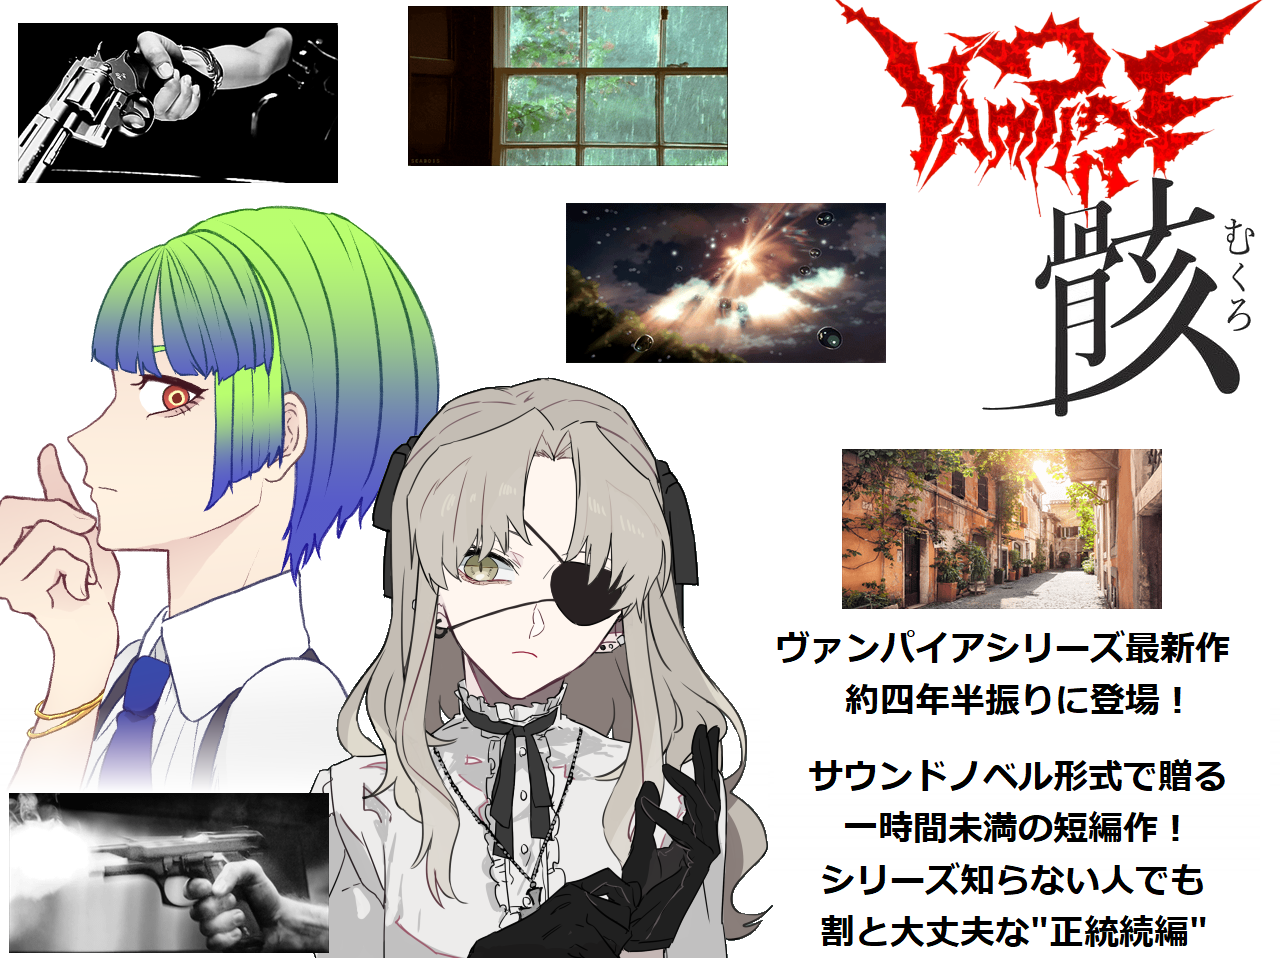 VAMPIRE
骸
むくろ
ヴァンパイアシリーズ最新作
約四年半振りに登場！
サウンドノベル形式で贈る
一時間未満の短編作！
シリーズ知らない人でも
割と大丈夫な"正統続編"